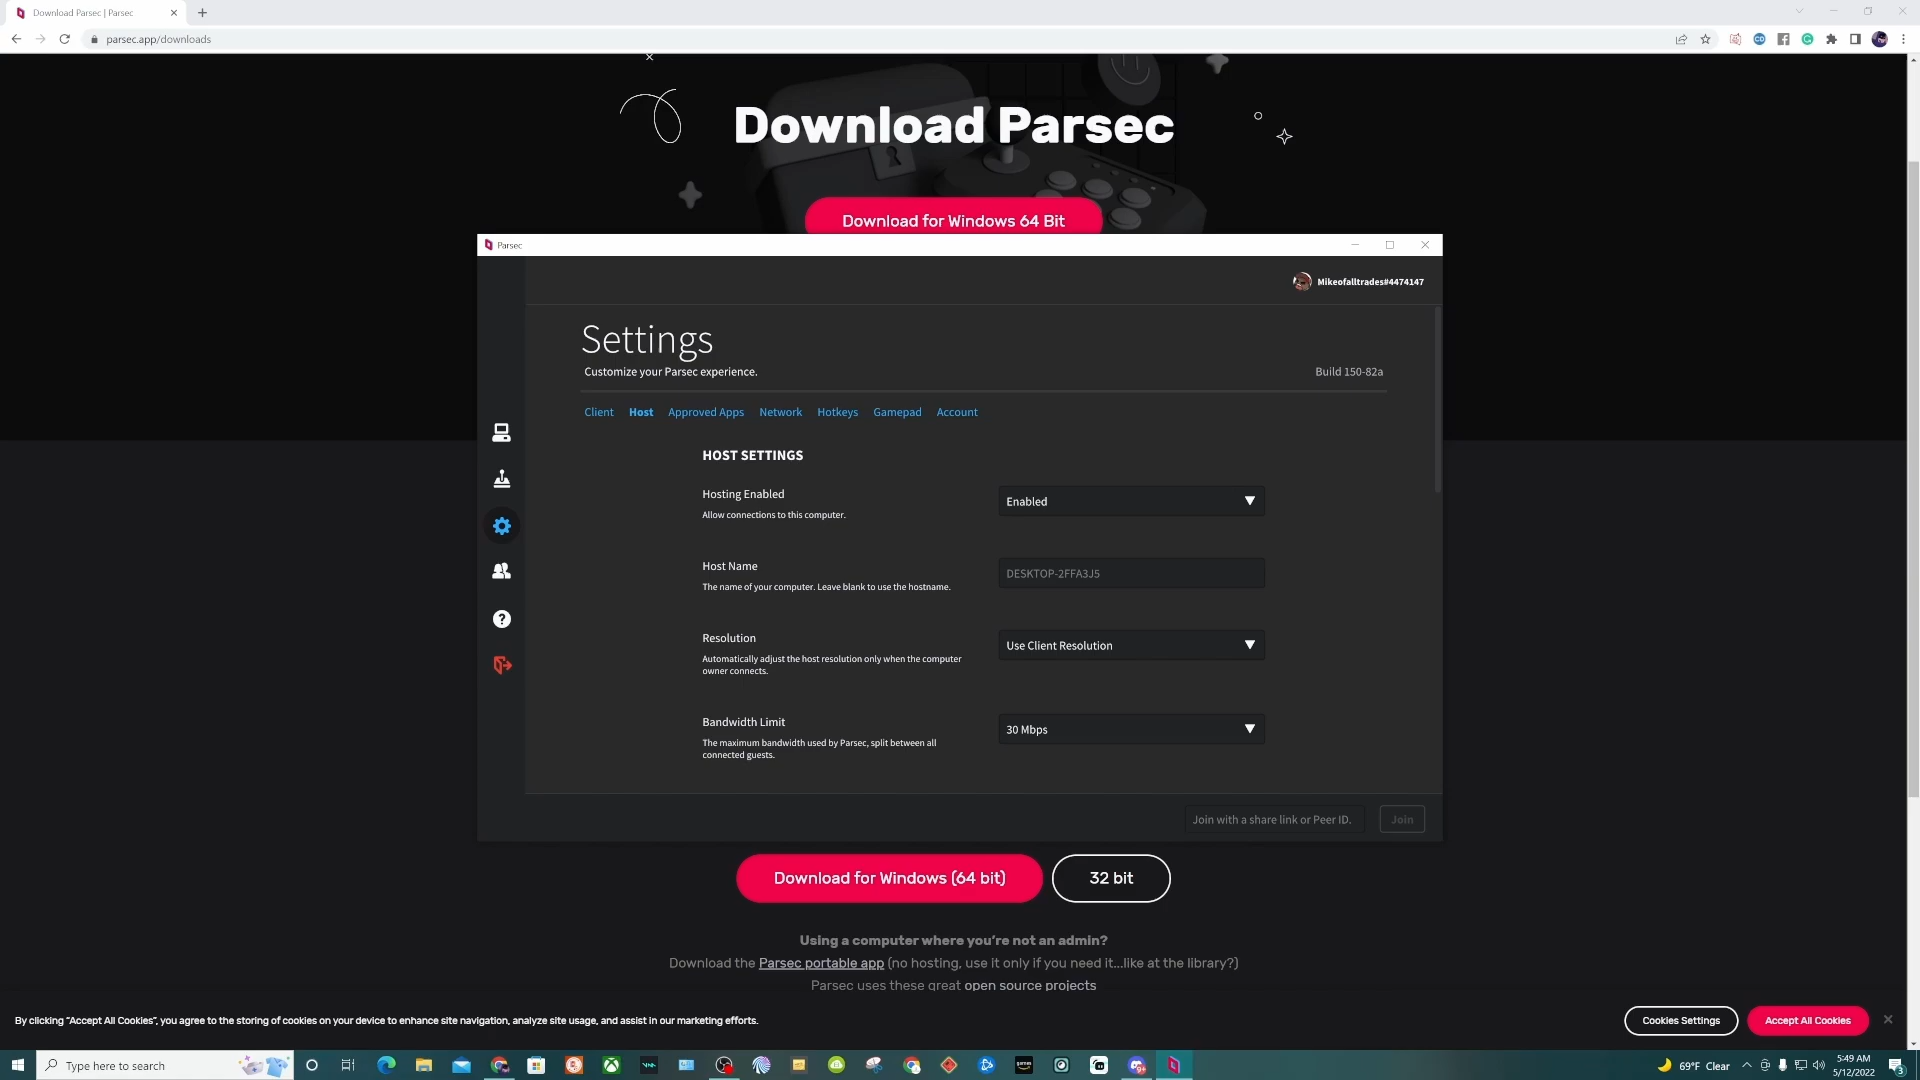 Download Parsec | Parsec
parsec.app/downloads
Download Parsec
Download for Windows 64 Bit
Parsec
Mikeofalltrades#4474147
Settings
Customize your Parsec experience.
Build 150-82a
Client Host Approved Apps Network Hotkeys Gamepad Account
HOST SETTINGS
Hosting Enabled
Allow connections to this computer.
Enabled
Host Name
The name of your computer. Leave blank to use the hostname.
DESKTOP-2FFA3J5
Resolution
Automatically adjust the host resolution only when the computer
owner connects.
Use Client Resolution
Bandwidth Limit
The maximum bandwidth used by Parsec, split between all
connected guests.
30 Mbps
Join with a share link or Peer ID.
Join
Download for Windows (64 bit)
32 bit
Using a computer where you're not an admin?
Download the Parsec portable app (no hosting, use it only if you need it...like at the library?)
Parsec uses these great open source projects
By clicking "Accept All Cookies", you agree to the storing of cookies on your device to enhance site navigation, analyze site usage, and assist in our marketing efforts.
Cookies Settings
Accept All Cookies
Type here to search
69°F Clear
5:49 AM
5/12/2022
3